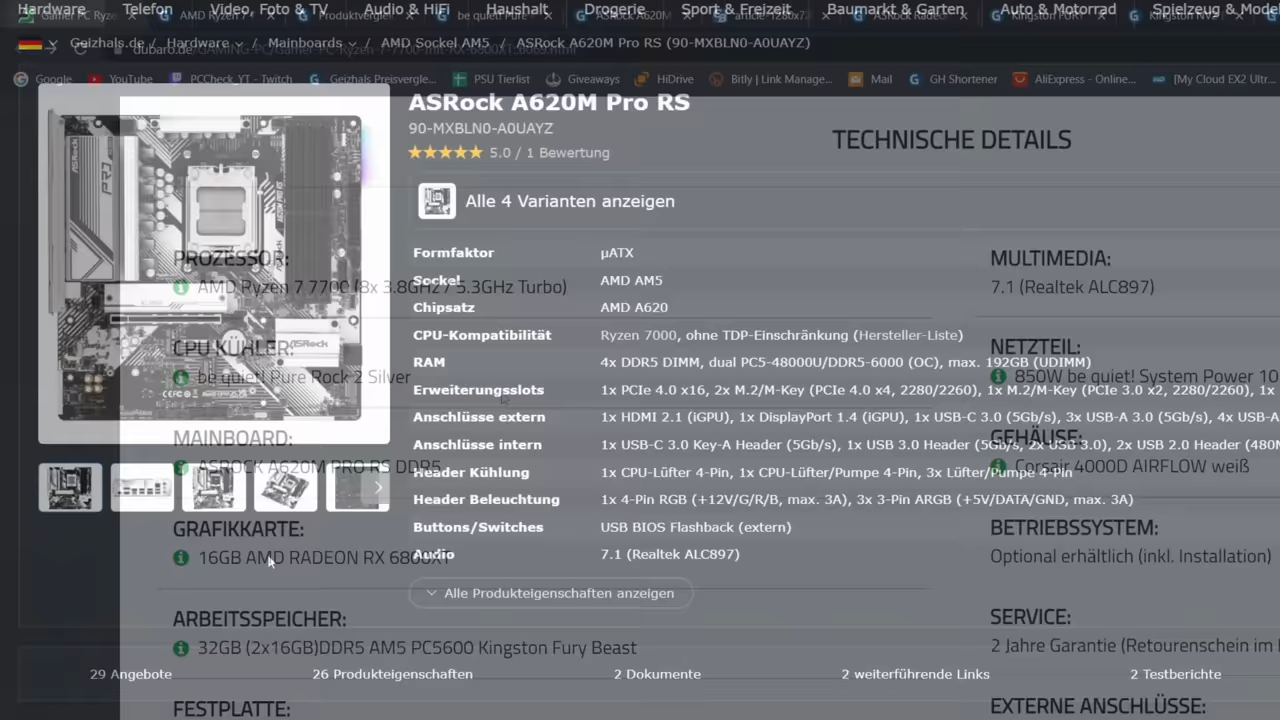 Hardware Telefon Video, Foto & TV Audio & HiFi Drogerie Haushalt Sport & Freizeit Baumarkt & Garten Auto & Motorrad Spielzeug & Model
Geizhals.de / Hardware / Mainboards / AMD Sockel AM5 / ASRock A620M Pro RS (90-MXBLN0-A0UAYZ)
Google YouTube PCCheck_YT - Twitch Geizhals Preisvergle... PSU Tierlist Giveaways HiDrive Bitly | Link Manage... Mail GH Shortener AliExpress - Online... [My Cloud EX2 Ultr...
ASRock A620M Pro RS
90-MXBLN0-A0UAYZ
5.0 / 1 Bewertung
Alle 4 Varianten anzeigen
Formfaktor µATX
Sockel AMD AM5
Chipsatz AMD A620
CPU-Kompatibilität Ryzen 7000, ohne TDP-Einschränkung (Hersteller-Liste)
RAM 4x DDR5 DIMM, dual PC5-48000U/DDR5-6000 (OC), max. 192GB (UDIMM)
Erweiterungsslots 1x PCIe 4.0 x16, 2x M.2/M-Key (PCIe 4.0 x4, 2280/2260), 1x M.2/M-Key (PCIe 3.0 x2, 2280/2260), 1x
Anschlüsse extern 1x HDMI 2.1 (iGPU), 1x DisplayPort 1.4 (iGPU), 1x USB-C 3.0 (5Gb/s), 3x USB-A 3.0 (5Gb/s), 4x USB-A
Anschlüsse intern 1x USB-C 3.0 Key-A Header (5Gb/s), 1x USB 3.0 Header (5Gb/s, 2x USB 3.0), 2x USB 2.0 Header (480M
Header Kühlung 1x CPU-Lüfter 4-Pin, 1x CPU-Lüfter/Pumpe 4-Pin, 3x Lüfter/Pumpe 4-Pin
Header Beleuchtung 1x 4-Pin RGB (+12V/G/R/B, max. 3A), 3x 3-Pin ARGB (+5V/DATA/GND, max. 3A)
Buttons/Switches USB BIOS Flashback (extern)
Audio 7.1 (Realtek ALC897)
Alle Produkteigenschaften anzeigen
29 Angebote 26 Produkteigenschaften 2 Dokumente 2 weiterführende Links 2 Testberichte
TECHNISCHE DETAILS
PROZESSOR:
AMD Ryzen 7 7700 (8x 3.8GHz / 5.3GHz Turbo)
CPU KÜHLER:
be quiet! Pure Rock 2 Silver
MAINBOARD:
ASROCK A620M PRO RS DDR5
GRAFIKKARTE:
16GB AMD RADEON RX 6800XT
ARBEITSSPEICHER:
32GB (2x16GB)DDR5 AM5 PC5600 Kingston Fury Beast
FESTPLATTE:
MULTIMEDIA:
7.1 (Realtek ALC897)
NETZTEIL:
850W be quiet! System Power 10
GEHÄUSE:
Corsair 4000D AIRFLOW weiß
BETRIEBSSYSTEM:
Optional erhältlich (inkl. Installation)
SERVICE:
2 Jahre Garantie (Retourenschein im
EXTERNE ANSCHLÜSSE: